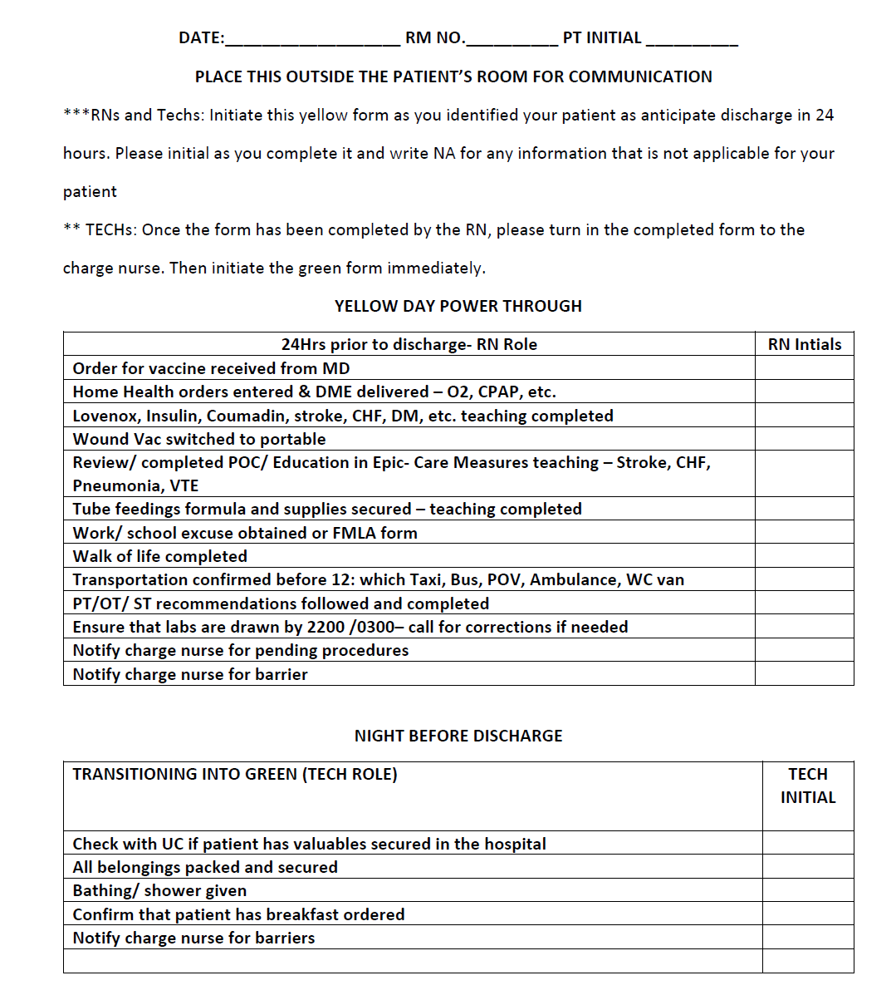 DATE:___________________ RM NO.__________ PT INITIAL __________
PLACE THIS OUTSIDE THE PATIENT’S ROOM FOR COMMUNICATION
***RNs and Techs: Initiate this yellow form as you identified your patient as anticipate discharge in 24
hours. Please initial as you complete it and write NA for any information that is not applicable for your
patient
** TECHs: Once the form has been completed by the RN, please turn in the completed form to the
charge nurse. Then initiate the green form immediately.
YELLOW DAY POWER THROUGH
24Hrs prior to discharge- RN Role RN Intials
Order for vaccine received from MD
Home Health orders entered & DME delivered – O2, CPAP, etc.
Lovenox, Insulin, Coumadin, stroke, CHF, DM, etc. teaching completed
Wound Vac switched to portable
Review/ completed POC/ Education in Epic- Care Measures teaching – Stroke, CHF,
Pneumonia, VTE
Tube feedings formula and supplies secured – teaching completed
Work/ school excuse obtained or FMLA form
Walk of life completed
Transportation confirmed before 12: which Taxi, Bus, POV, Ambulance, WC van
PT/OT/ ST recommendations followed and completed
Ensure that labs are drawn by 2200 /0300– call for corrections if needed
Notify charge nurse for pending procedures
Notify charge nurse for barrier
NIGHT BEFORE DISCHARGE
TRANSITIONING INTO GREEN (TECH ROLE) TECH
INITIAL
Check with UC if patient has valuables secured in the hospital
All belongings packed and secured
Bathing/ shower given
Confirm that patient has breakfast ordered
Notify charge nurse for barriers